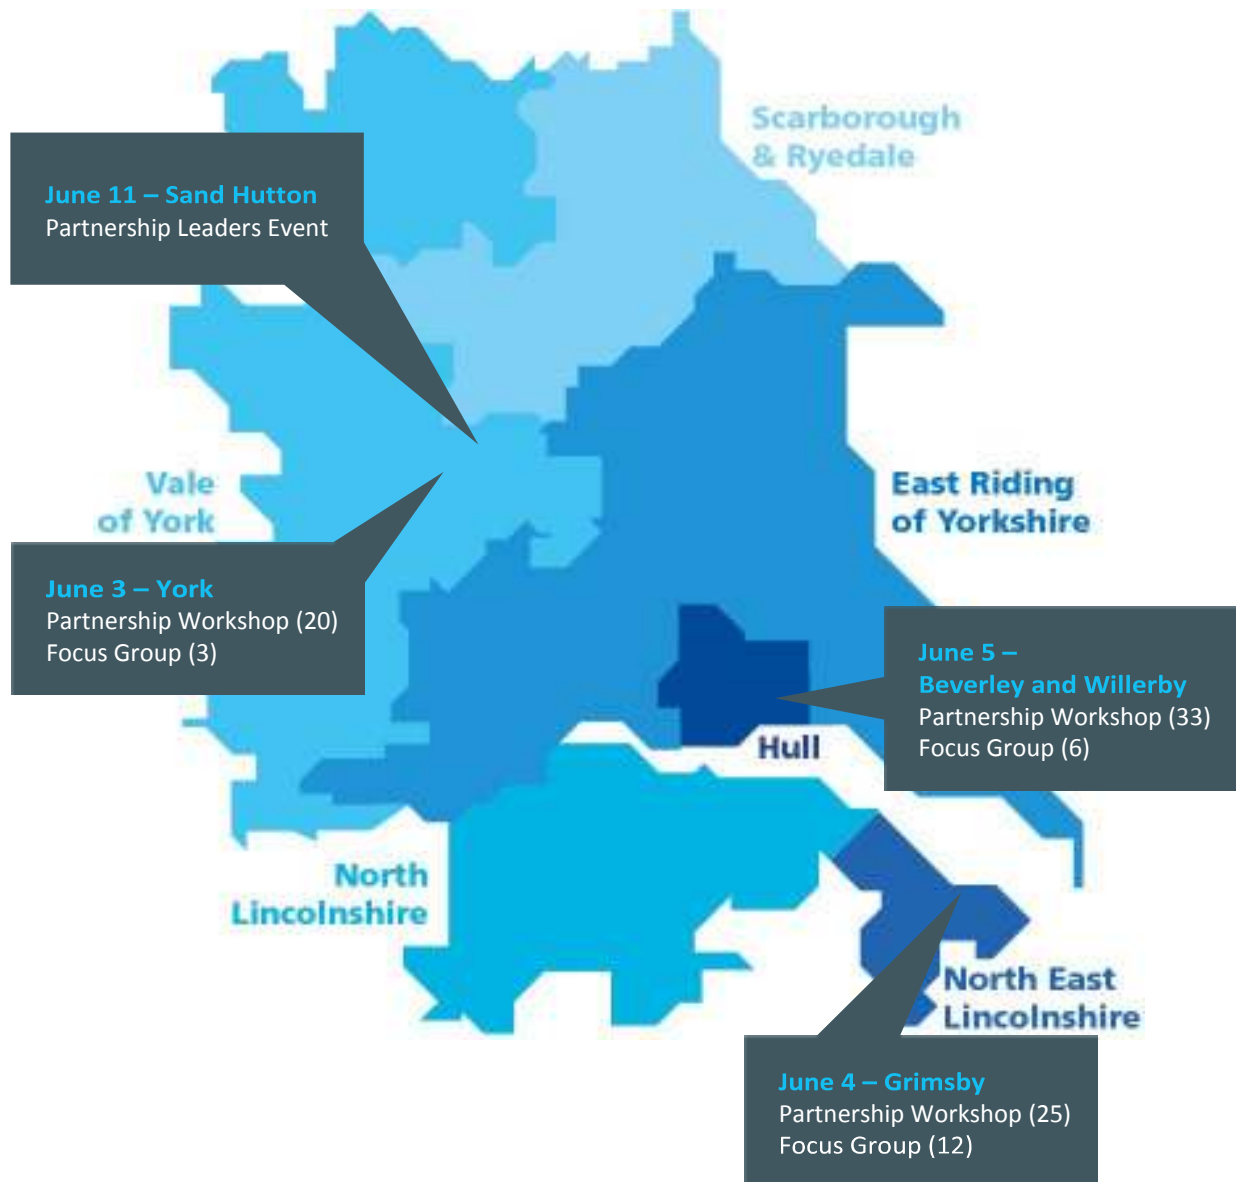 Scarborough
& Ryedale
June 11 – Sand Hutton
Partnership Leaders Event
Vale
of York
East Riding
of Yorkshire
June 3 – York
Partnership Workshop (20)
Focus Group (3)
June 5 –
Beverley and Willerby
Partnership Workshop (33)
Focus Group (6)
Hull
North
Lincolnshire
North East
Lincolnshire
June 4 – Grimsby
Partnership Workshop (25)
Focus Group (12)